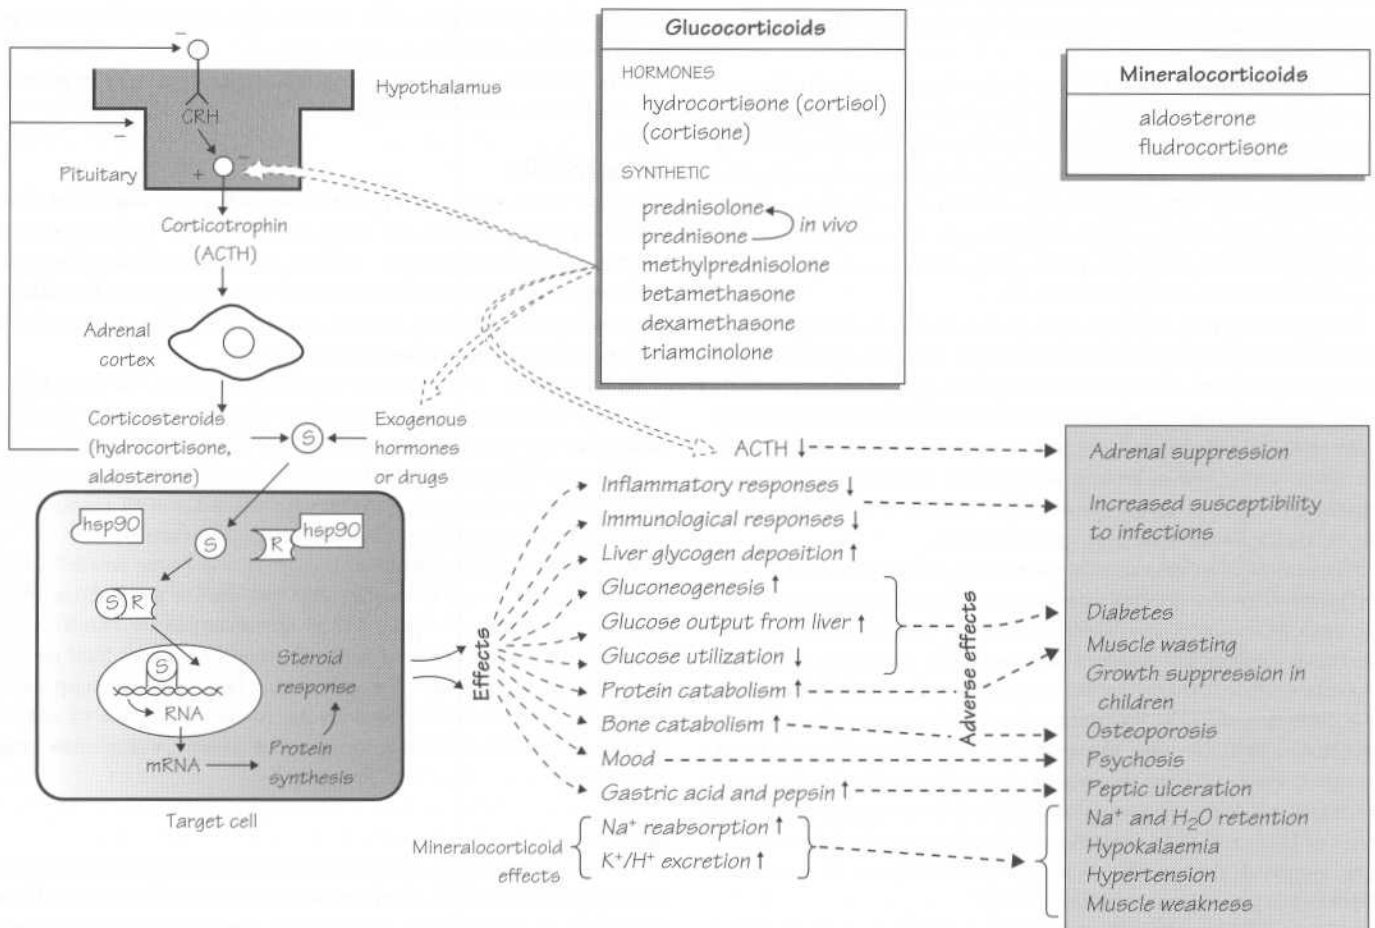 Glucocorticoids
HORMONES
hydrocortisone (cortisol)
(cortisone)
SYNTHETIC
prednisolone
prednisone
in vivo
methylprednisolone
betamethasone
dexamethasone
triamcinolone
Mineralocorticoids
aldosterone
fludrocortisone
−
Hypothalamus
CRH
−
−
+
Pituitary
Corticotrophin
(ACTH)
Adrenal
cortex
Corticosteroids
(hydrocortisone,
aldosterone)
S
Exogenous
hormones
or drugs
hsp90
S
R
hsp90
S R
S
RNA
mRNA
Protein
synthesis
Steroid
response
Target cell
Effects
ACTH ↓
Inflammatory responses ↓
Immunological responses ↓
Liver glycogen deposition ↑
Gluconeogenesis ↑
Glucose output from liver ↑
Glucose utilization ↓
Protein catabolism ↑
Bone catabolism ↑
Mood
Gastric acid and pepsin ↑
Mineralocorticoid
effects
Na⁺ reabsorption ↑
K⁺/H⁺ excretion ↑
Adverse effects
Adrenal suppression
Increased susceptibility
to infections
Diabetes
Muscle wasting
Growth suppression in
children
Osteoporosis
Psychosis
Peptic ulceration
Na⁺ and H₂O retention
Hypokalaemia
Hypertension
Muscle weakness